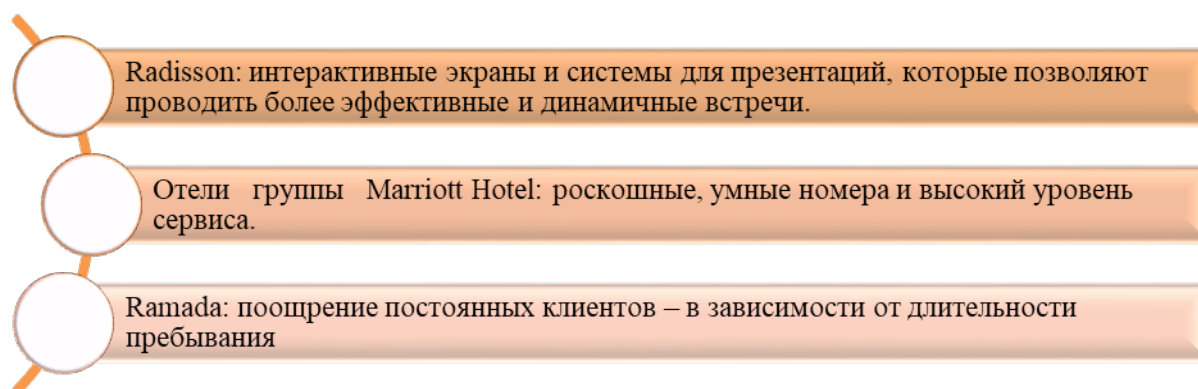 Radisson: интерактивные экраны и системы для презентаций, которые позволяют
проводить более эффективные и динамичные встречи.
Отели группы Marriott Hotel: роскошные, умные номера и высокий уровень
сервиса.
Ramada: поощрение постоянных клиентов – в зависимости от длительности
пребывания